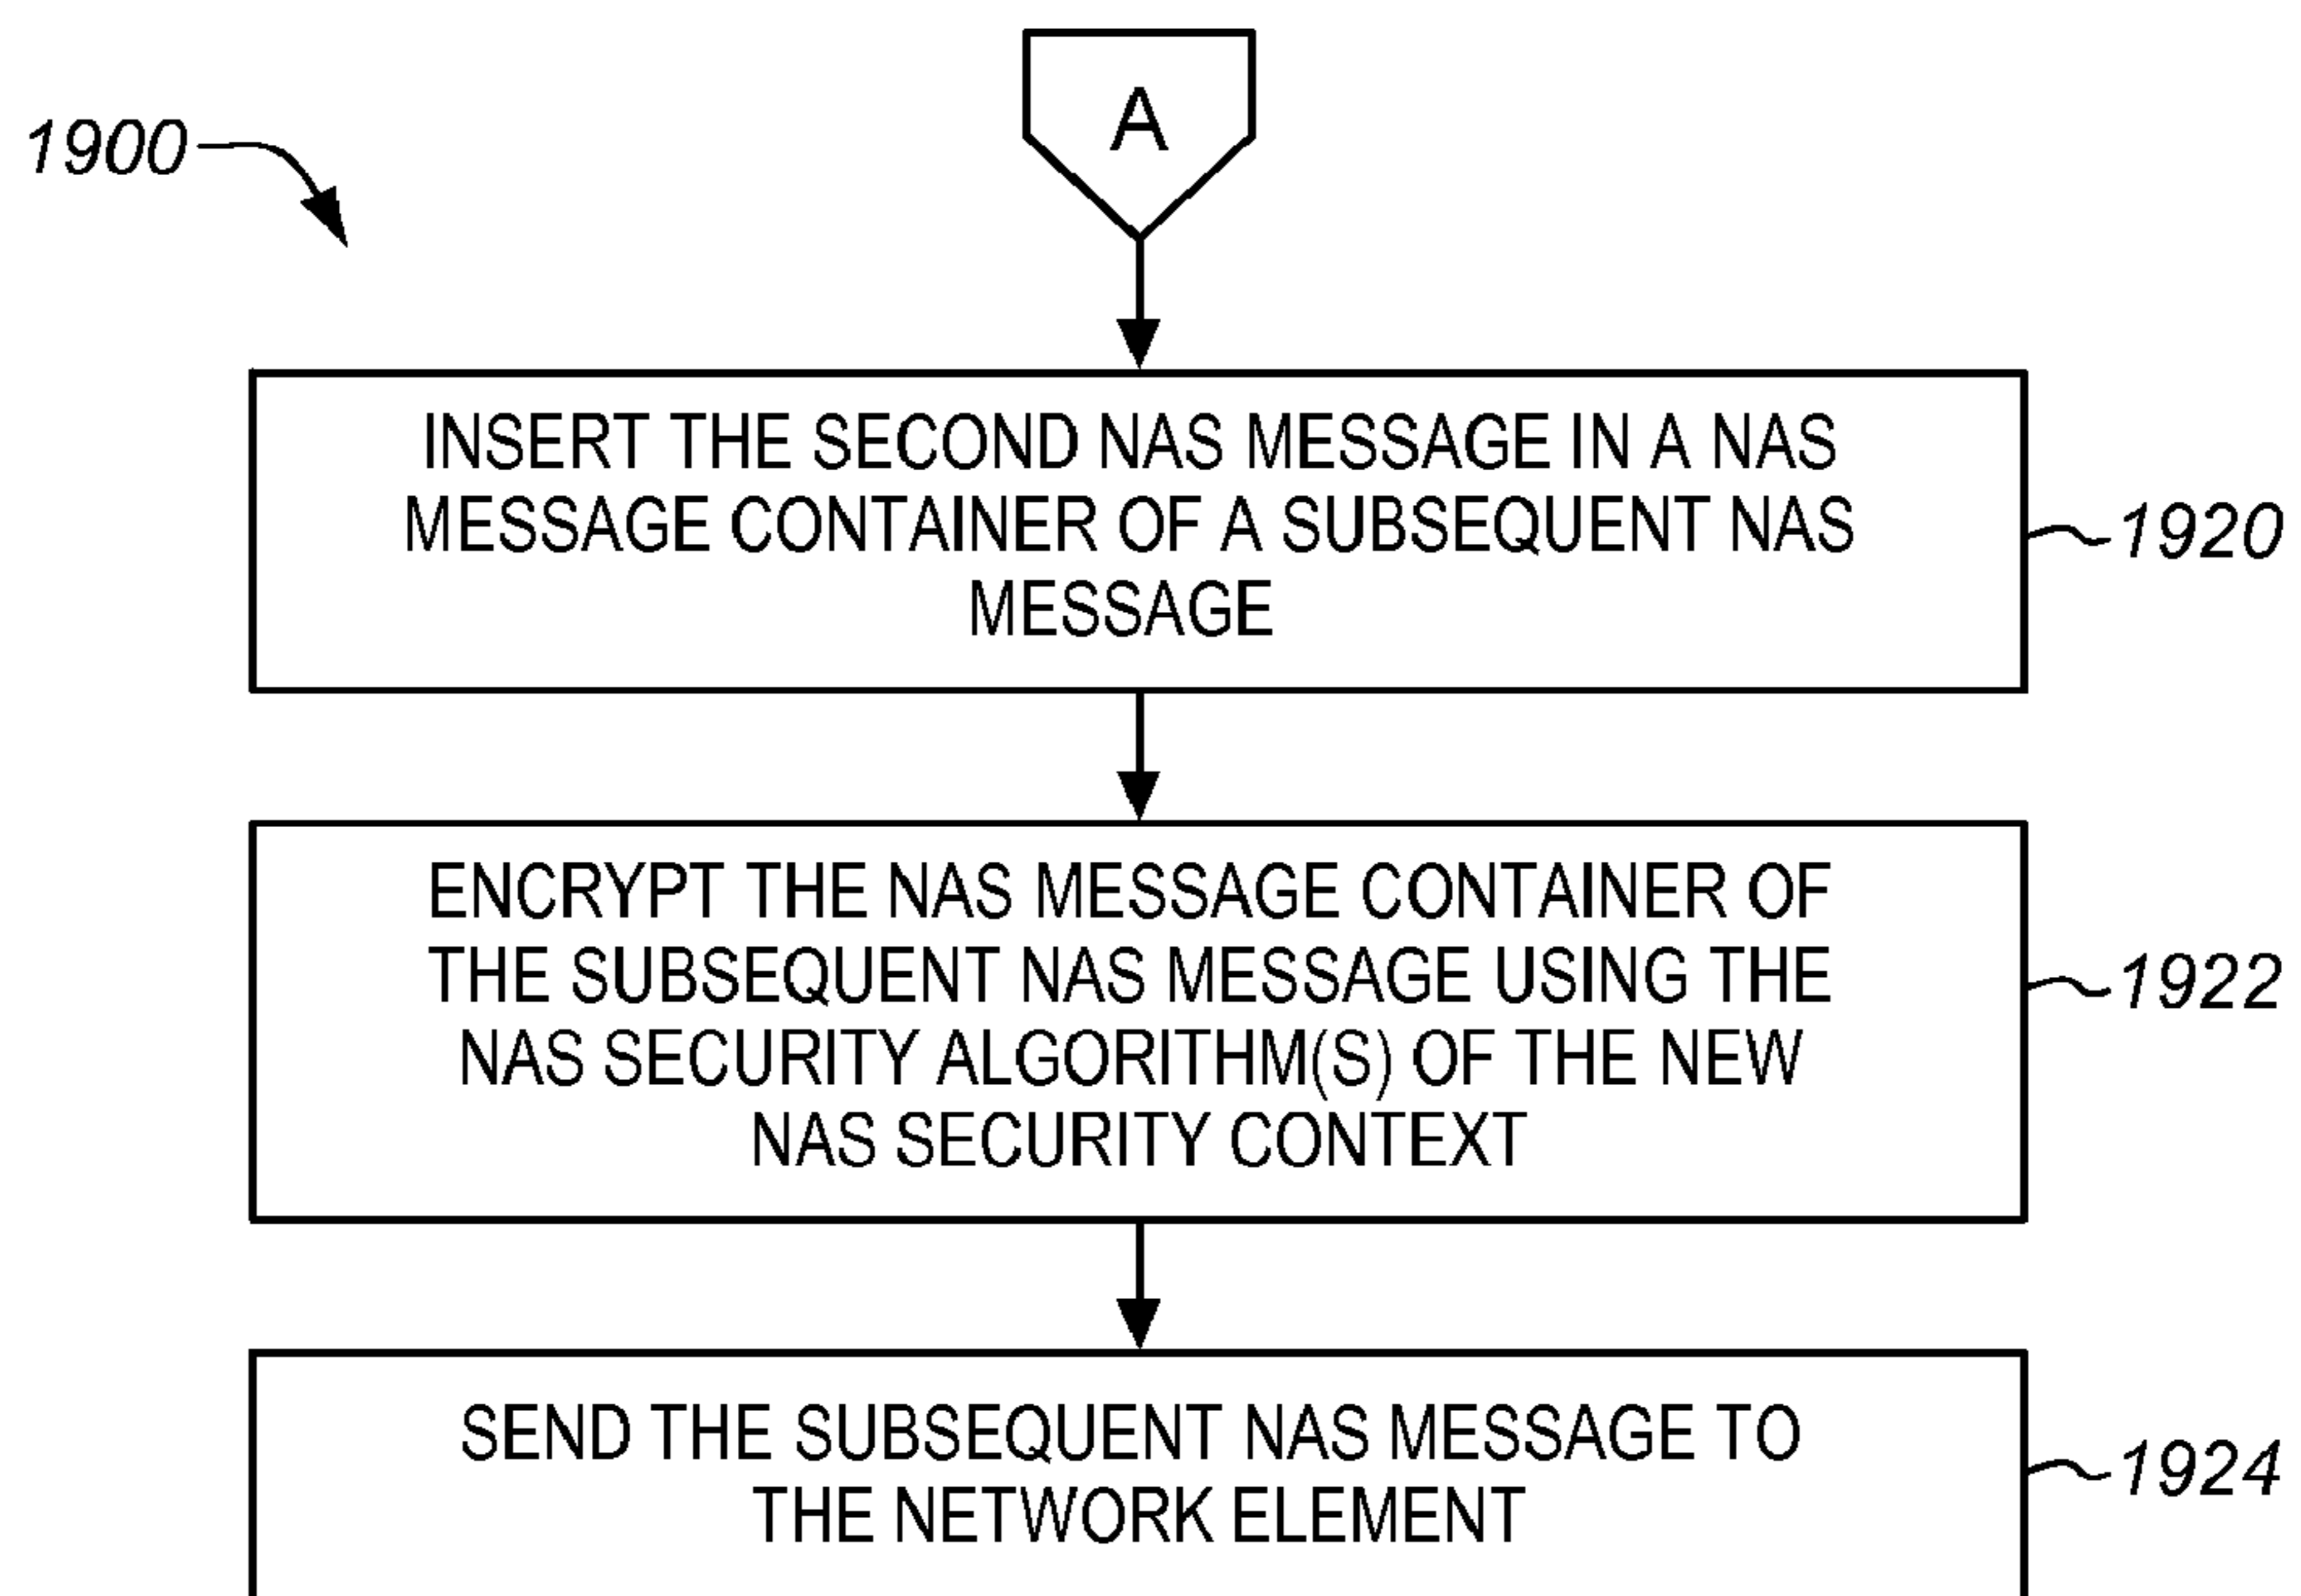 A
1900
INSERT THE SECOND NAS MESSAGE IN A NAS
MESSAGE CONTAINER OF A SUBSEQUENT NAS
MESSAGE
1920
ENCRYPT THE NAS MESSAGE CONTAINER OF
THE SUBSEQUENT NAS MESSAGE USING THE
NAS SECURITY ALGORITHM(S) OF THE NEW
NAS SECURITY CONTEXT
1922
SEND THE SUBSEQUENT NAS MESSAGE TO
THE NETWORK ELEMENT
1924